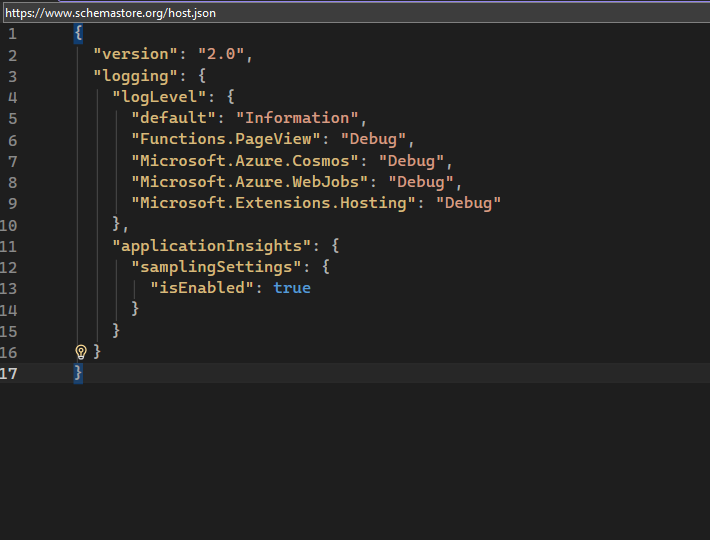 https://www.schemastore.org/host.json
1 {
2 "version": "2.0",
3 "logging": {
4 "logLevel": {
5 "default": "Information",
6 "Functions.PageView": "Debug",
7 "Microsoft.Azure.Cosmos": "Debug",
8 "Microsoft.Azure.WebJobs": "Debug",
9 "Microsoft.Extensions.Hosting": "Debug"
10 },
11 "applicationInsights": {
12 "samplingSettings": {
13 "isEnabled": true
14 }
15 }
16 }
17 }